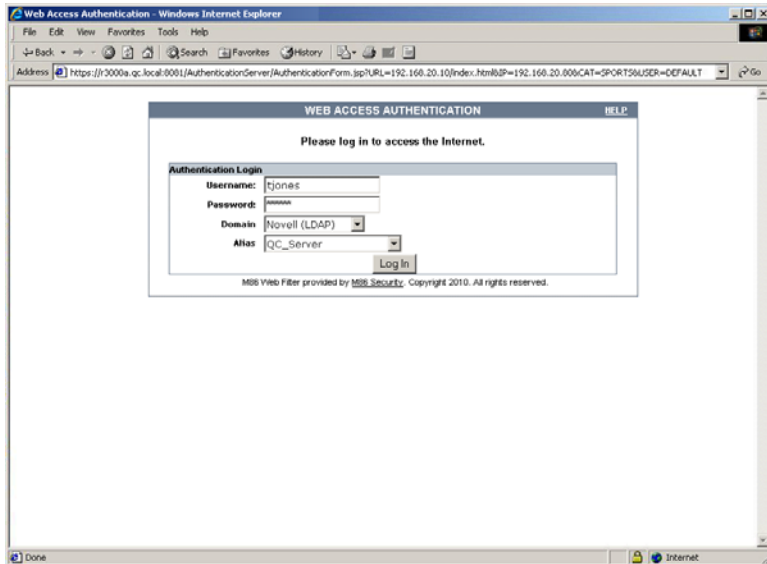 Web Access Authentication - Windows Internet Explorer
File Edit View Favorites Tools Help
Back Search Favorites History
Address https://r3000a.qc.local:8081/AuthenticationServer/AuthenticationForm.jsp?URL=192.168.20.10/index.html&IP=192.168.20.80&CAT=SPORTS&USER=DEFAULT Go
WEB ACCESS AUTHENTICATION HELP
Please log in to access the Internet.
Authentication Login
Username: tjones
Password: ******
Domain Novell (LDAP)
Alias QC_Server
Log In
M86 Web Filter provided by M86 Security. Copyright 2010. All rights reserved.
Done Internet